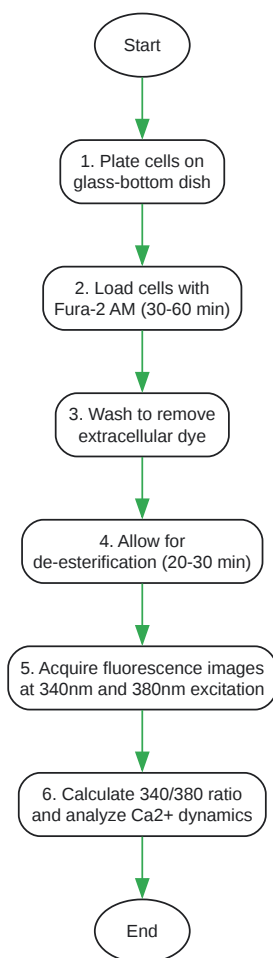 Start
1. Plate cells on
glass-bottom dish
2. Load cells with
Fura-2 AM (30-60 min)
3. Wash to remove
extracellular dye
4. Allow for
de-esterification (20-30 min)
5. Acquire fluorescence images
at 340nm and 380nm excitation
6. Calculate 340/380 ratio
and analyze Ca2+ dynamics
End